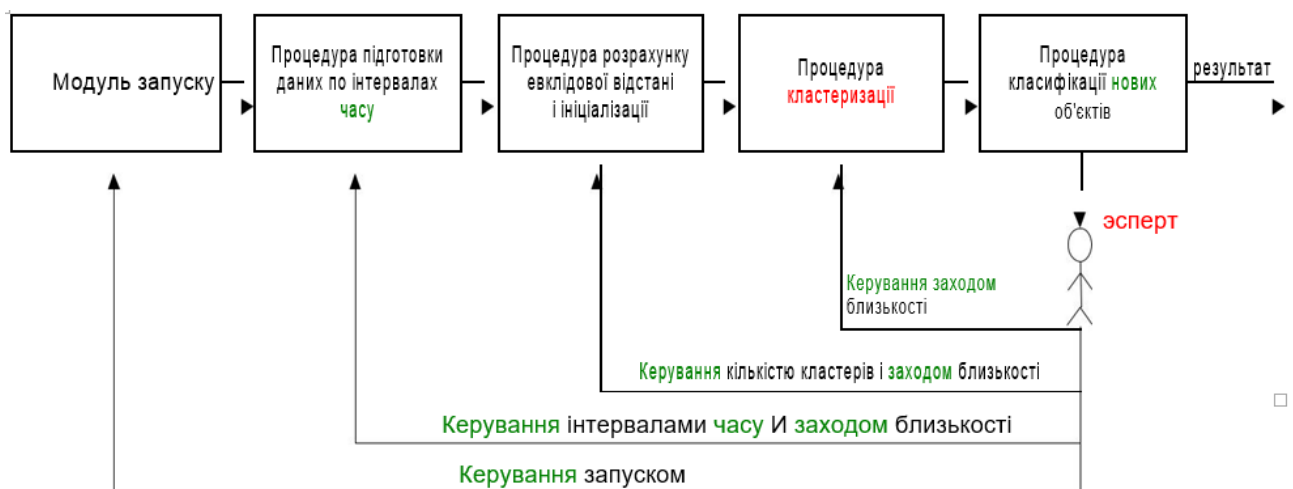 Модуль запуску
Процедура підготовки
даних по інтервалах
часу
Процедура розрахунку
евклідової відстані
і ініціалізації
Процедура
кластеризації
Процедура
класифікації нових
об'єктів
результат
эсперт
Керування заходом
близькості
Керування кількістю кластерів і заходом близькості
Керування інтервалами часу И заходом близькості
Керування запуском